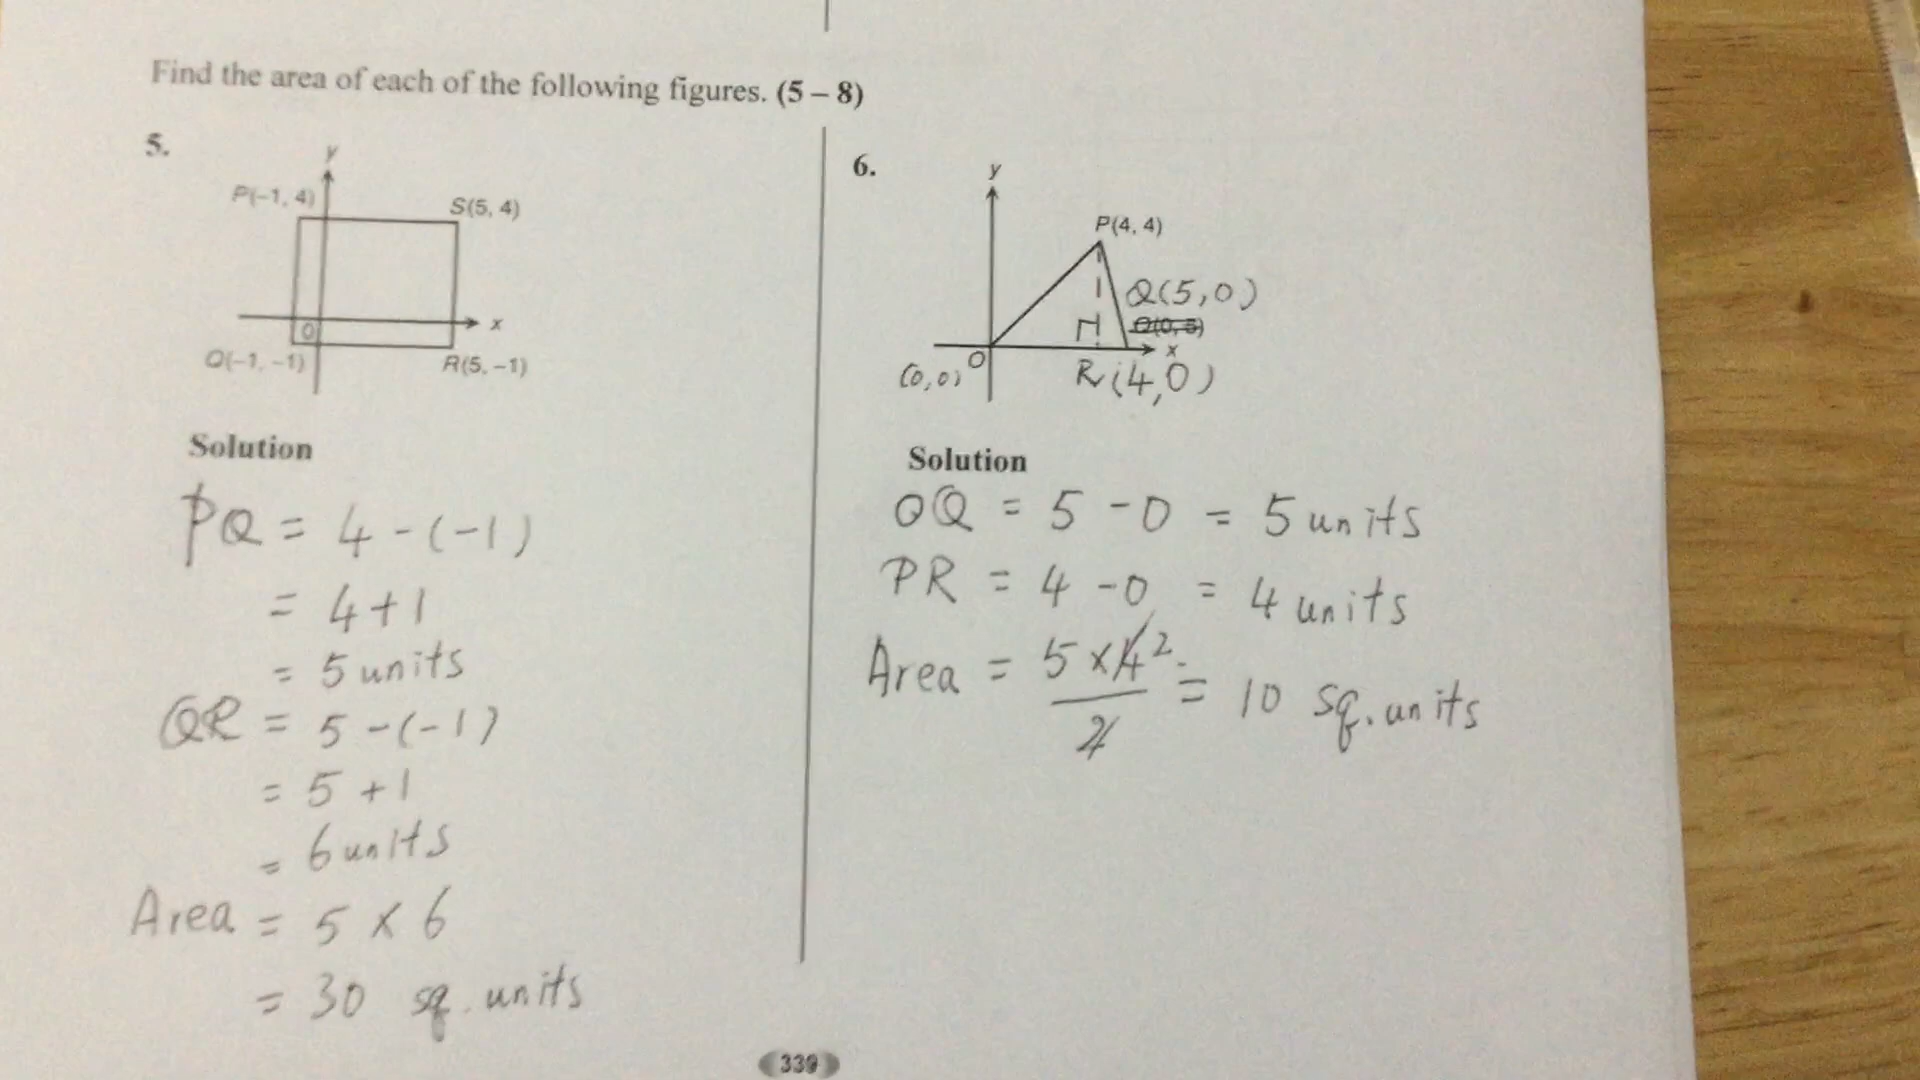 Find the area of each of the following figures. (5 – 8)
5.
y
P(−1, 4)
S(5, 4)
O
x
Q(−1, −1)
R(5, −1)
Solution
PQ = 4 - (-1)
= 4 + 1
= 5 units
QR = 5 - (-1)
= 5 + 1
= 6 units
Area = 5 × 6
= 30 sq. units
6.
y
P(4, 4)
Q(5, 0)
Q(0, 5)
x
O
(0, 0)
R(4, 0)
Solution
OQ = 5 - 0 = 5 units
PR = 4 - 0 = 4 units
Area = 5 × 4 2 / 2 = 10 sq. units
339